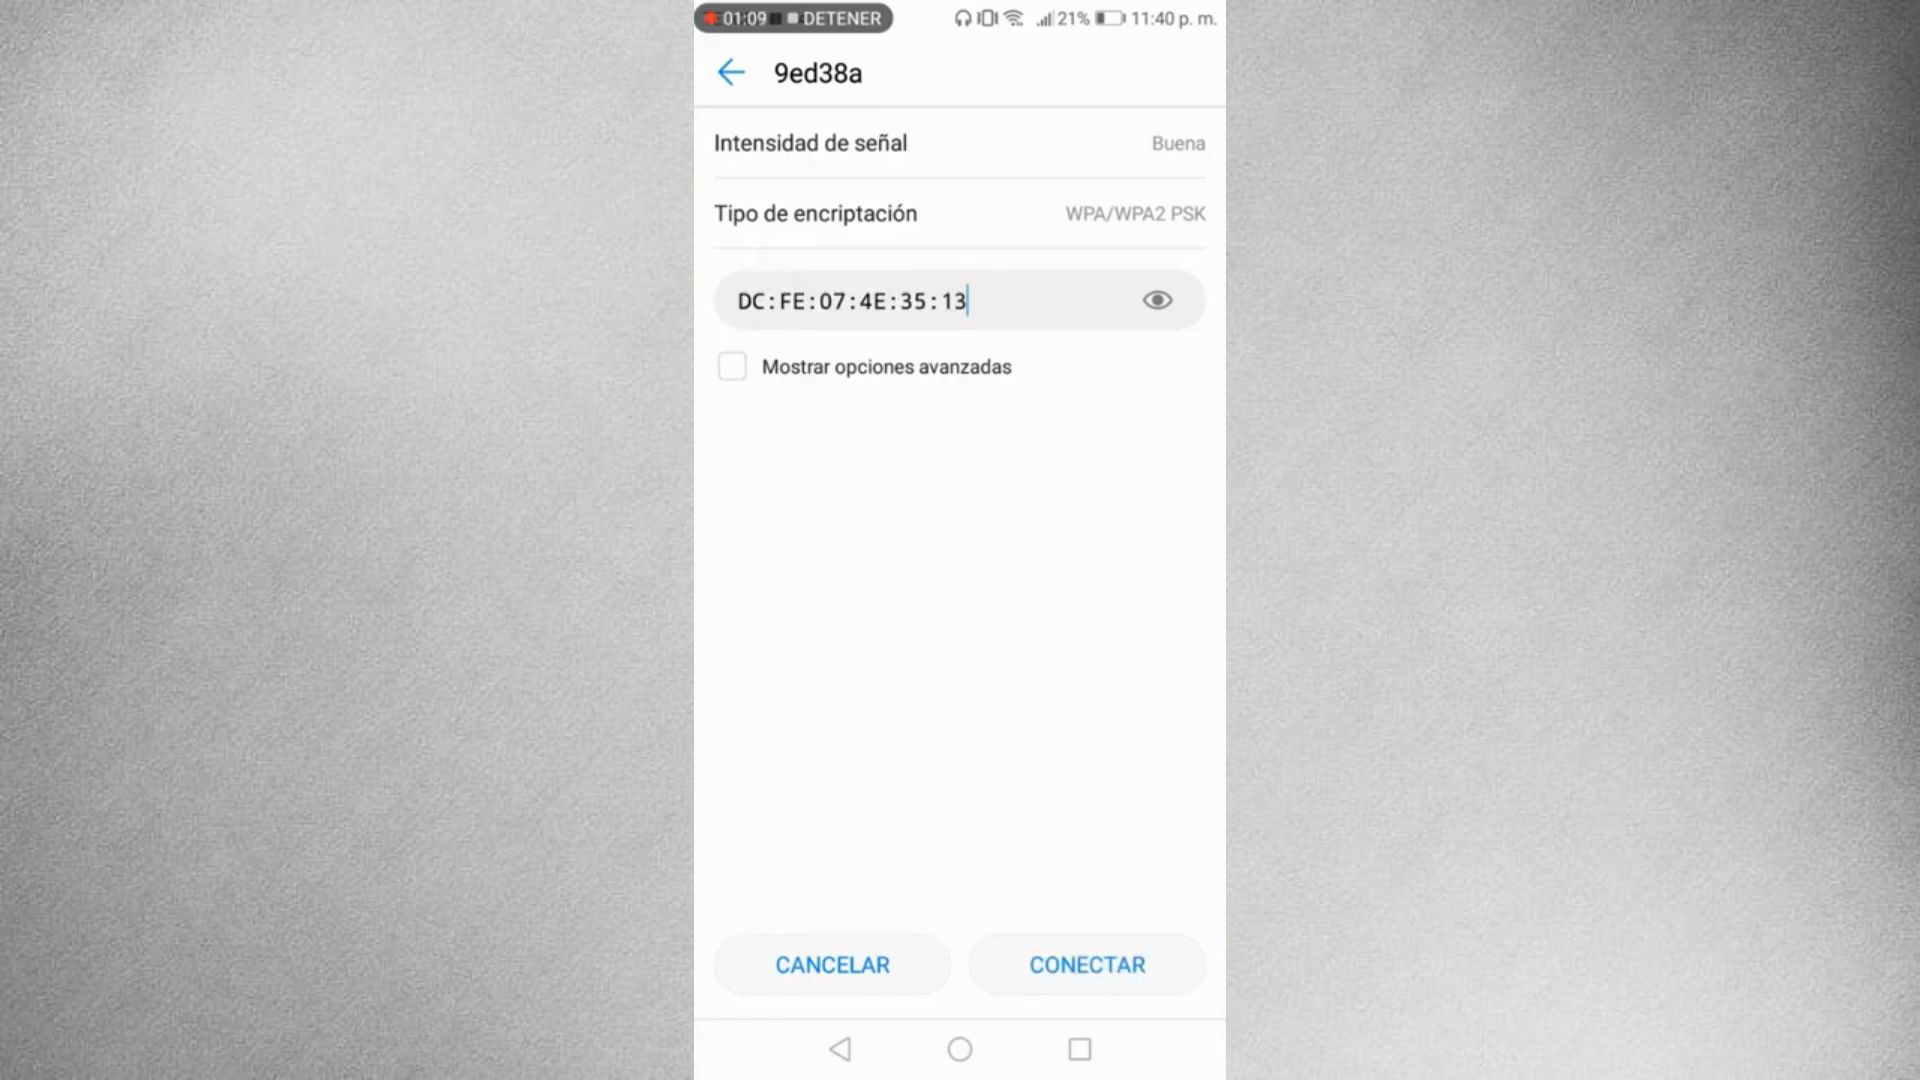 01:09 DETENER 21% 11:40 p. m.
9ed38a
Intensidad de señal Buena
Tipo de encriptación WPA/WPA2 PSK
DC:FE:07:4E:35:13
Mostrar opciones avanzadas
CANCELAR CONECTAR